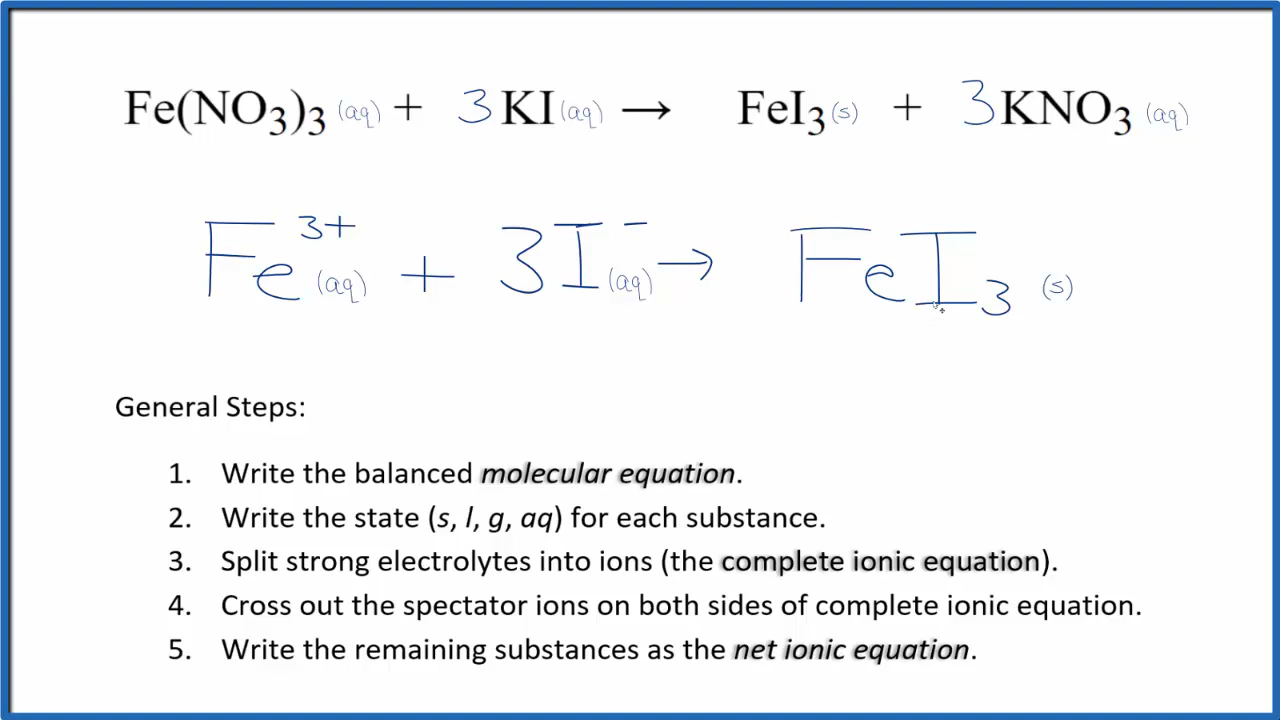 Fe(NO₃)₃ (aq) + 3 KI (aq) → FeI₃ (s) + 3 KNO₃ (aq)
Fe³⁺ (aq) + 3I⁻ (aq) → FeI₃ (s)
General Steps:
1. Write the balanced molecular equation.
2. Write the state (s, l, g, aq) for each substance.
3. Split strong electrolytes into ions (the complete ionic equation).
4. Cross out the spectator ions on both sides of complete ionic equation.
5. Write the remaining substances as the net ionic equation.